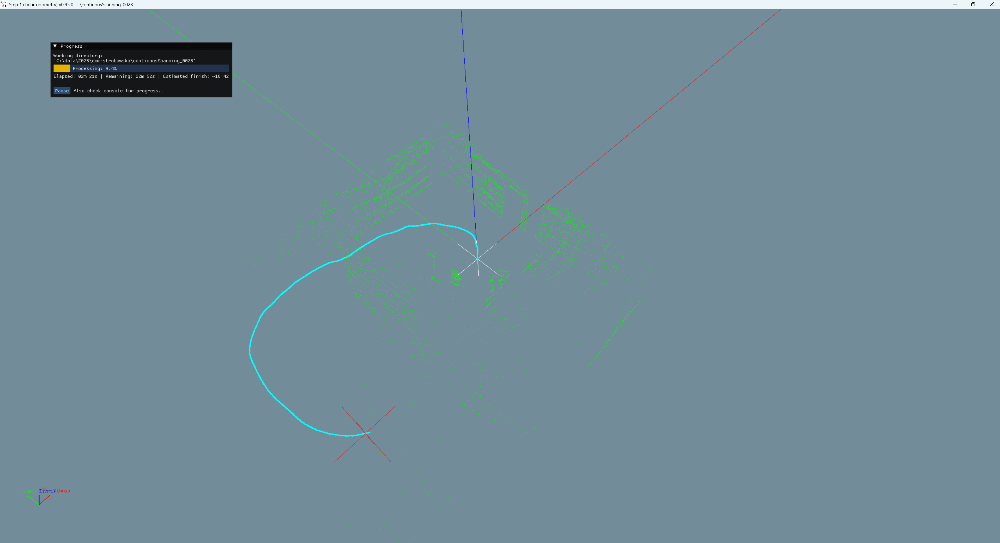 Step 1 (Lidar odometry) v0.95.0 - ..\continousScanning_0028
Progress
Working directory:
'C:\data\2025\dom-strobowska\continousScanning_0028'
Processing: 9.4%
Elapsed: 02m 21s | Remaining: 22m 52s | Estimated finish: ~18:42
Pause Also check console for progress..
Z (vert.) X (long.)